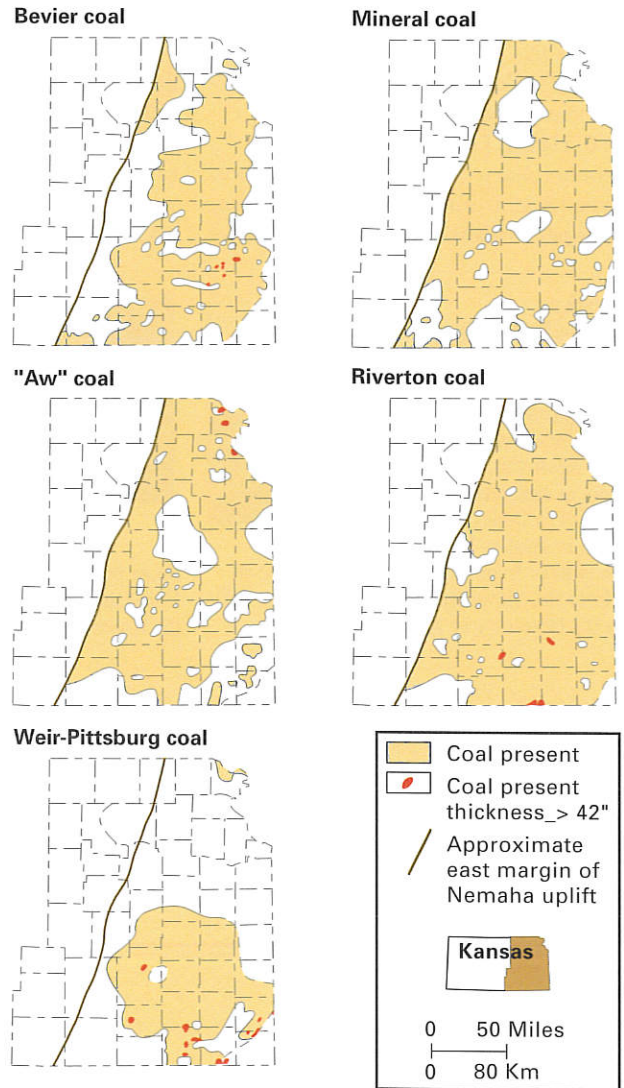 Bevier coal
Mineral coal
"Aw" coal
Riverton coal
Weir-Pittsburg coal
Coal present
Coal present
thickness_> 42"
Approximate
east margin of
Nemaha uplift
Kansas
0 50 Miles
0 80 Km